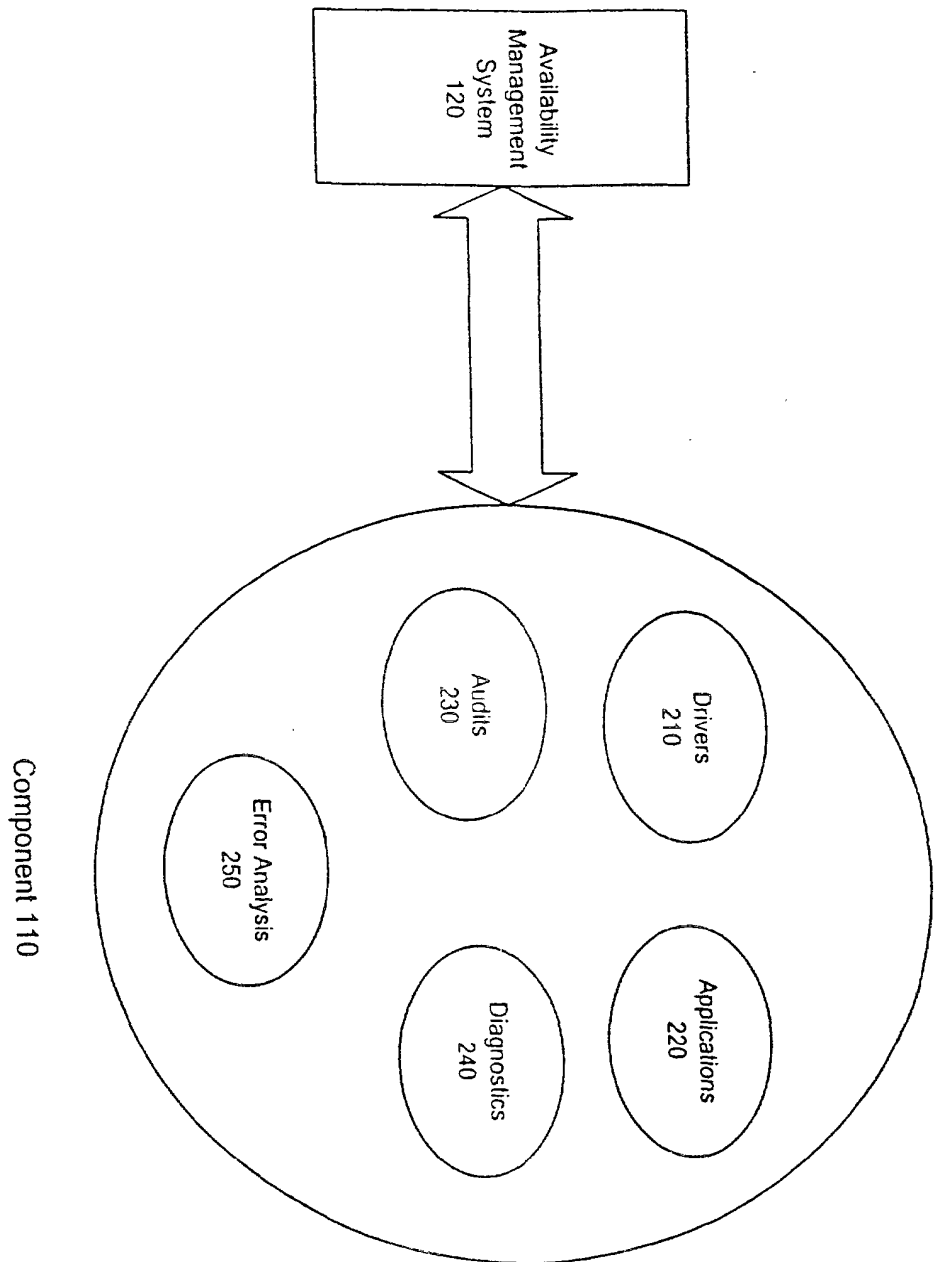 Availability
Management
System
120
Drivers
210
Applications
220
Audits
230
Diagnostics
240
Error Analysis
250
Component 110